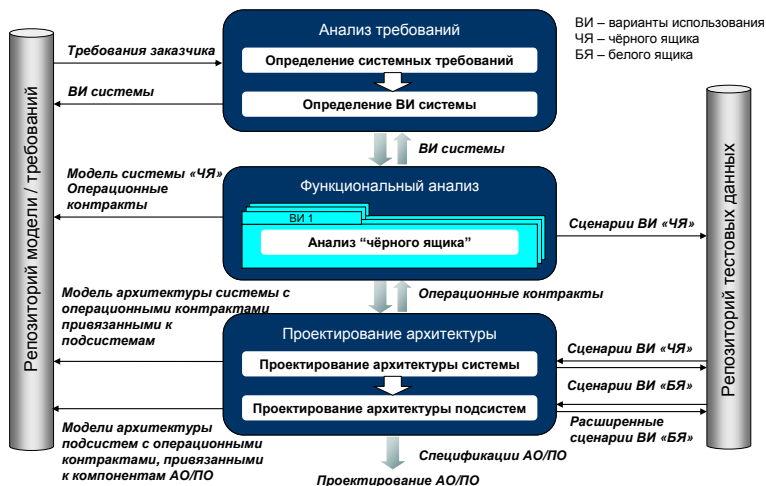 Анализ требований
ВИ – варианты использования
ЧЯ – чёрного ящика
БЯ – белого ящика
Требования заказчика
Определение системных требований
ВИ системы
Определение ВИ системы
ВИ системы
Модель системы «ЧЯ»
Операционные
контракты
Функциональный анализ
ВИ 1
Анализ “чёрного ящика”
Сценарии ВИ «ЧЯ»
Репозиторий модели / требований
Репозиторий тестовых данных
Модель архитектуры системы с
операционными контрактами
привязанными к
подсистемам
Операционные контракты
Проектирование архитектуры
Проектирование архитектуры системы
Сценарии ВИ «ЧЯ»
Сценарии ВИ «БЯ»
Проектирование архитектуры подсистем
Расширенные
сценарии ВИ «БЯ»
Модели архитектуры
подсистем с операционными
контрактами, привязанными
к компонентам АО/ПО
Спецификации АО/ПО
Проектирование АО/ПО